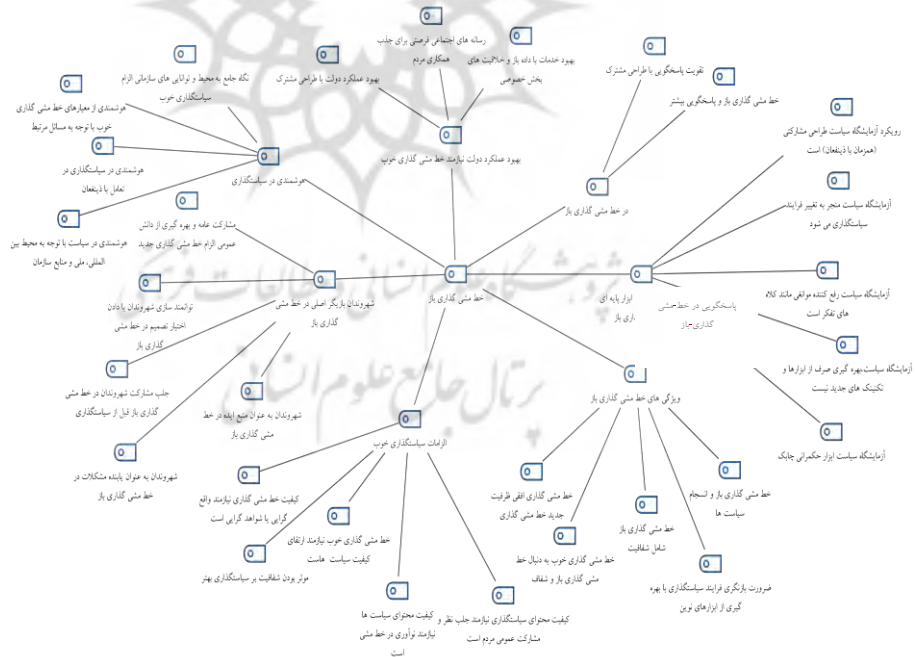 رسانه های اجتماعی فرصتی برای جذب
همکاری مردم
بهبود خدمات با داده باز و خلاقیت های
بخش خصوصی
بهبود عملکرد دولت با طراحی مشترک
تقویت پاسخگویی با طراحی مشترک
خط مشی گذاری باز و پاسخگویی بیشتر
نگاه جامع به محیط و توانایی های سازمانی الزام
سیاستگذاری خوب
هوشمندی از معیارهای خط مشی گذاری
خوب با توجه به مسائل مرتبط
هوشمندی در سیاستگذاری در
تعامل با ذینفعان
هوشمندی در سیاستگذاری
بهبود عملکرد دولت نیازمند خط مشی گذاری خوب
رویکرد آزمایشگاه سیاست طراحی مشارکتی
(همزمان با ذینفعان) است
در خط مشی گذاری باز
آزمایشگاه سیاست منجر به تغییر فرایند
سیاستگذاری می شود
هوشمندی در سیاست با توجه به محیط بین
المللی، ملی و منابع سازمان
مشارکت عامه و بهره گیری از دانش
عمومی الزام خط مشی گذاری جدید
شهروندان بازیگر اصلی در خط مشی
گذاری باز
خط مشی گذاری باز
ابزار پایه ای
پاسخگویی در خط-مشی
گذاری-باز
آزمایشگاه سیاست رفع کننده موانعی مانند کلاه
های تفکر است
توانمند سازی شهروندان با دادن
اختیار تصمیم در خط مشی
گذاری باز
آزمایشگاه سیاست،بهره گیری صرف از ابزارها و
تکنیک های جدید نیست
جلب مشارکت شهروندان در خط مشی
گذاری باز قبل از سیاستگذاری
شهروندان به عنوان منبع ایده در خط
مشی گذاری باز
ویژگی های خط مشی گذاری باز
الزامات سیاستگذاری خوب
آزمایشگاه سیاست ابزار حکمرانی چابک
شهروندان به عنوان یابنده مشکلات در
خط مشی گذاری باز
کیفیت خط مشی گذاری نیازمند واقع
گرایی یا شواهد گرایی است
خط مشی گذاری افقی ظرفیت
جدید خط مشی گذاری
خط مشی گذاری باز و انسجام
سیاست ها
خط مشی گذاری باز
شامل شفافیت
خط مشی گذاری خوب نیازمند ارتقای
کیفیت سیاست هاست
خط مشی گذاری خوب به دنبال خط
مشی گذاری باز و شفاف
موثر بودن شفافیت بر سیاستگذاری بهتر
ضرورت بازنگری فرایند سیاستگذاری با بهره
گیری از ابزارهای نوین
کیفیت محتوای سیاست ها
نیازمند نوآوری در خط مشی
است
کیفیت محتوای سیاستگذاری نیازمند جلب نظر و
مشارکت عمومی مردم است
پرتال جامع علوم انسانی